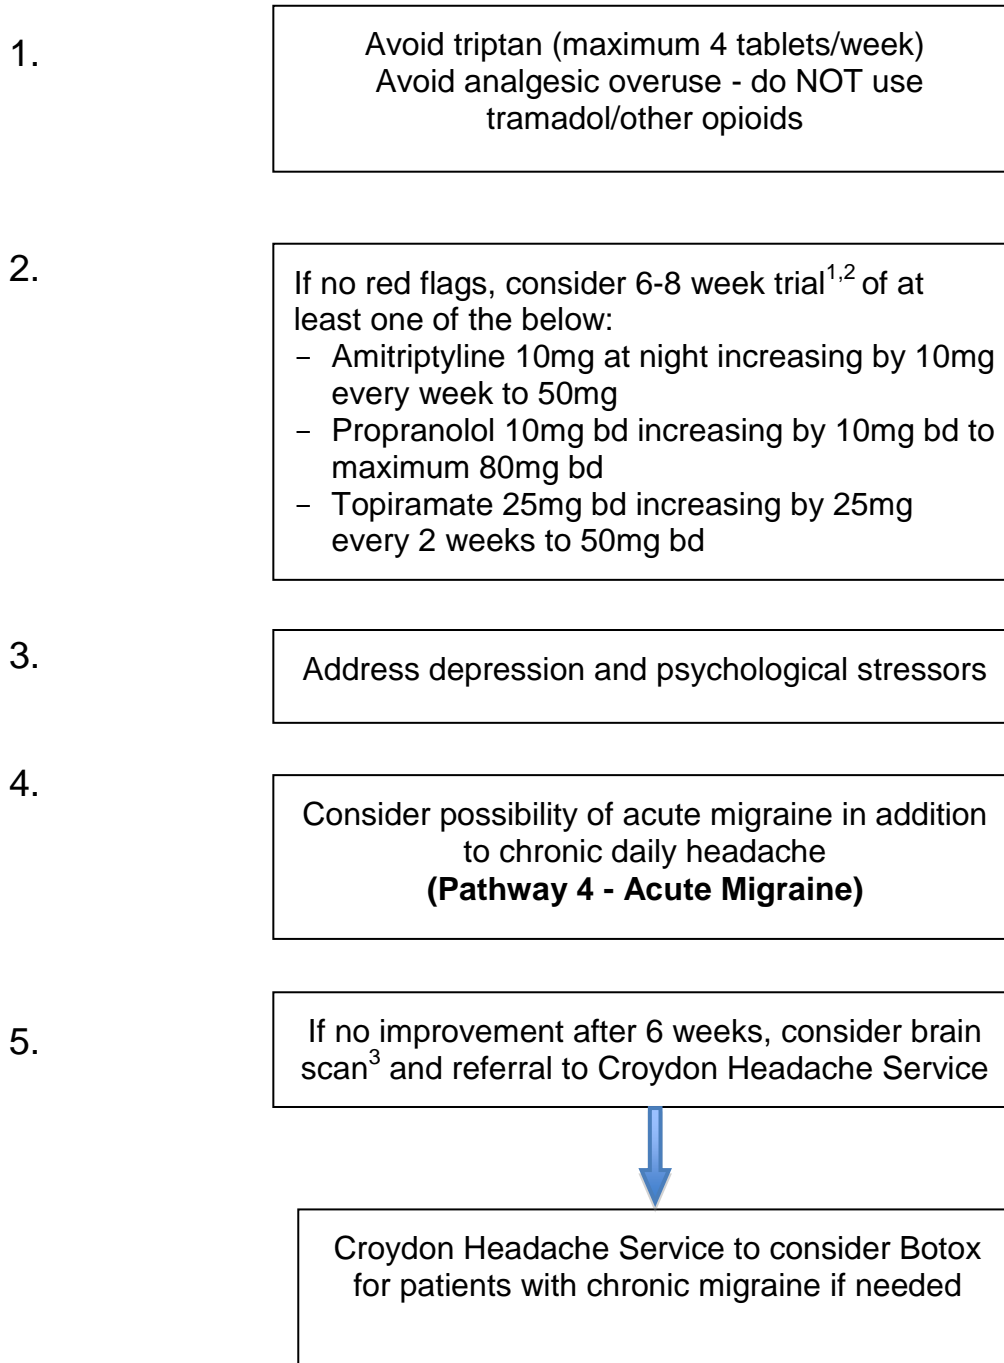 1.
Avoid triptan (maximum 4 tablets/week)
Avoid analgesic overuse - do NOT use
tramadol/other opioids
2.
If no red flags, consider 6-8 week trial1,2 of at
least one of the below:
- Amitriptyline 10mg at night increasing by 10mg
every week to 50mg
- Propranolol 10mg bd increasing by 10mg bd to
maximum 80mg bd
- Topiramate 25mg bd increasing by 25mg
every 2 weeks to 50mg bd
3.
Address depression and psychological stressors
4.
Consider possibility of acute migraine in addition
to chronic daily headache
(Pathway 4 - Acute Migraine)
5.
If no improvement after 6 weeks, consider brain
scan3 and referral to Croydon Headache Service
Croydon Headache Service to consider Botox
for patients with chronic migraine if needed